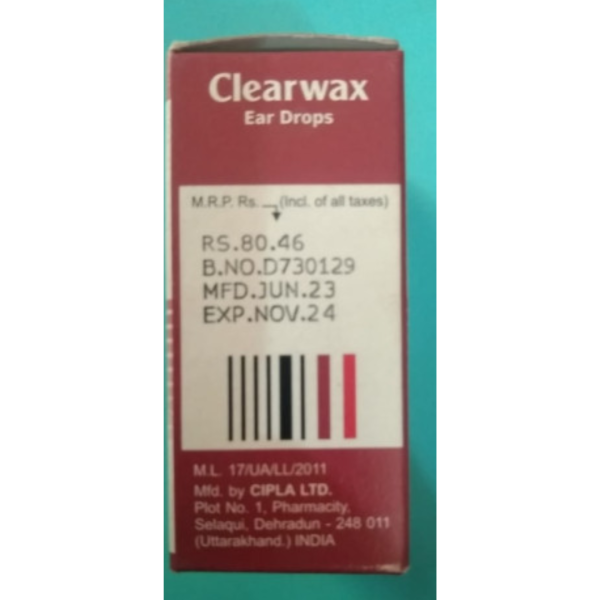 Clearwax
Ear Drops
M.R.P. Rs. (Incl. of all taxes)
RS.80.46
B.NO.D730129
MFD.JUN.23
EXP.NOV.24
M.L. 17/UA/LL/2011
Mfd. by CIPLA LTD.
Plot No. 1, Pharmacity,
Selaqui, Dehradun - 248 011
(Uttarakhand.) INDIA